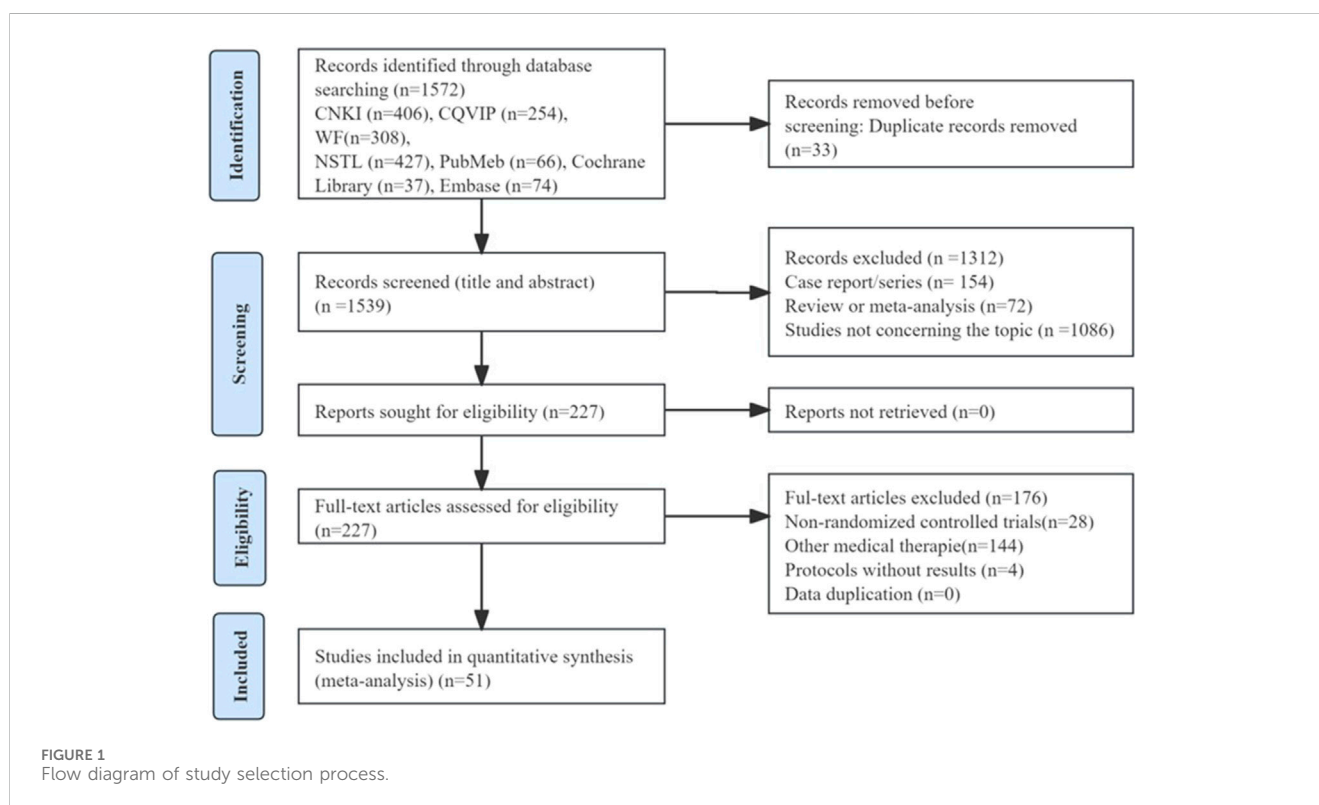 Identification
Records identified through database
searching (n=1572)
CNKI (n=406), CQVIP (n=254),
WF(n=308),
NSTL (n=427), PubMeb (n=66), Cochrane
Library (n=37), Embase (n=74)
Records removed before
screening: Duplicate records removed
(n=33)
Screening
Records screened (title and abstract)
(n =1539)
Records excluded (n =1312)
Case report/series (n= 154)
Review or meta-analysis (n=72)
Studies not concerning the topic (n =1086)
Reports sought for eligibility (n=227)
Reports not retrieved (n=0)
Eligibility
Full-text articles assessed for eligibility
(n=227)
Ful-text articles excluded (n=176)
Non-randomized controlled trials(n=28)
Other medical therapie(n=144)
Protocols without results (n=4)
Data duplication (n=0)
Included
Studies included in quantitative synthesis
(meta-analysis) (n=51)
FIGURE 1
Flow diagram of study selection process.